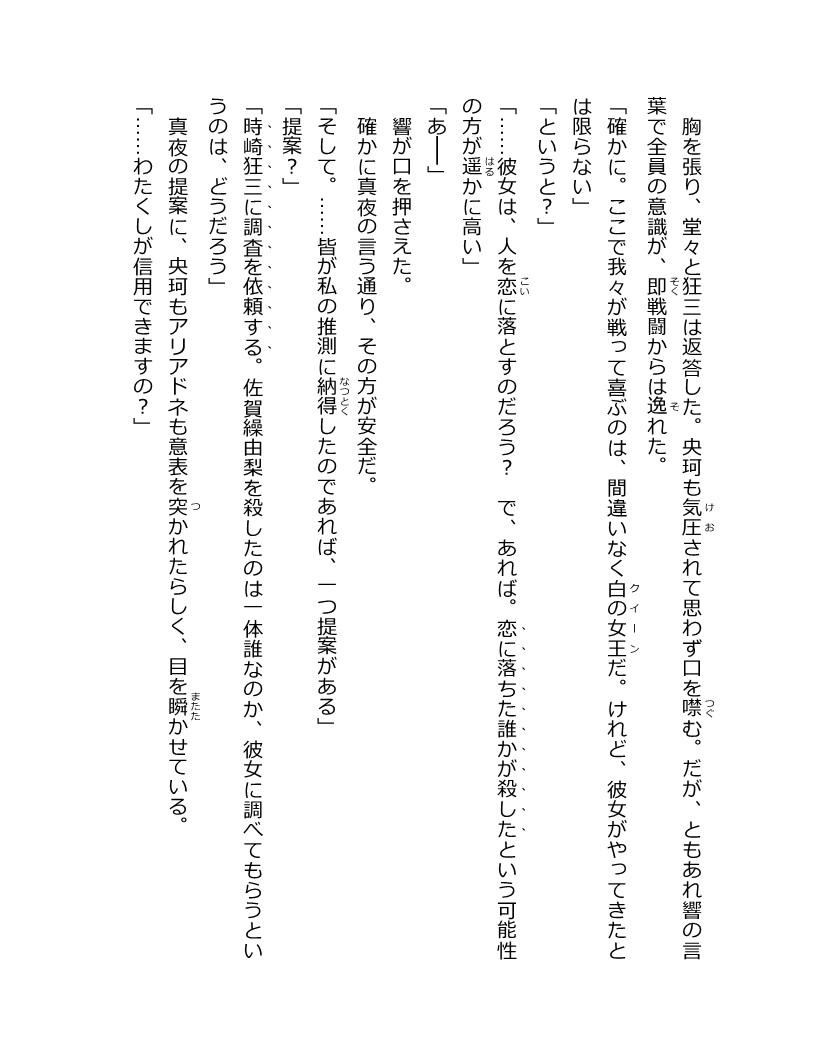 胸を張り、堂々と狂三は返答した。央珂も気圧されて思わず口を噤む。だが、ともあれ響の言
葉で全員の意識が、即戦闘からは逸れた。
「確かに。ここで我々が戦って喜ぶのは、間違いなく白の女王だ。けれど、彼女がやってきたと
は限らない」
「というと？」
「……彼女は、人を恋に落とすのだろう？　で、あれば。恋に落ちた誰かが殺したという可能性
の方が遥かに高い」
「あ――」
響が口を押さえた。
確かに真夜の言う通り、その方が安全だ。
「そして。……皆が私の推測に納得したのであれば、一つ提案がある」
「提案？」
「時崎狂三に調査を依頼する。佐賀繰由梨を殺したのは一体誰なのか、彼女に調べてもらうとい
うのは、どうだろう」
真夜の提案に、央珂もアリアドネも意表を突かれたらしく、目を瞬かせている。
「……わたくしが信用できますの？」